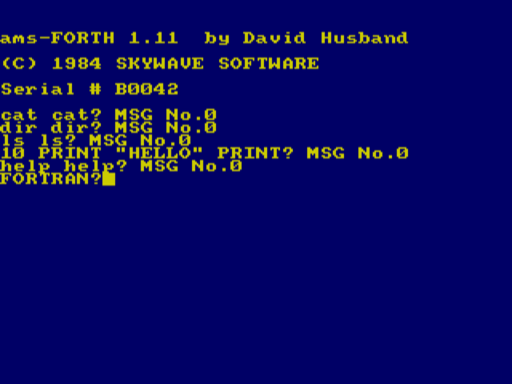 ams-FORTH 1.11  by David Husband
(C) 1984 SKYWAVE SOFTWARE
Serial # B0042
cat cat? MSG No.0
dir dir? MSG No.0
ls ls? MSG No.0
10 PRINT "HELLO" PRINT? MSG No.0
help help? MSG No.0
FORTRAN?